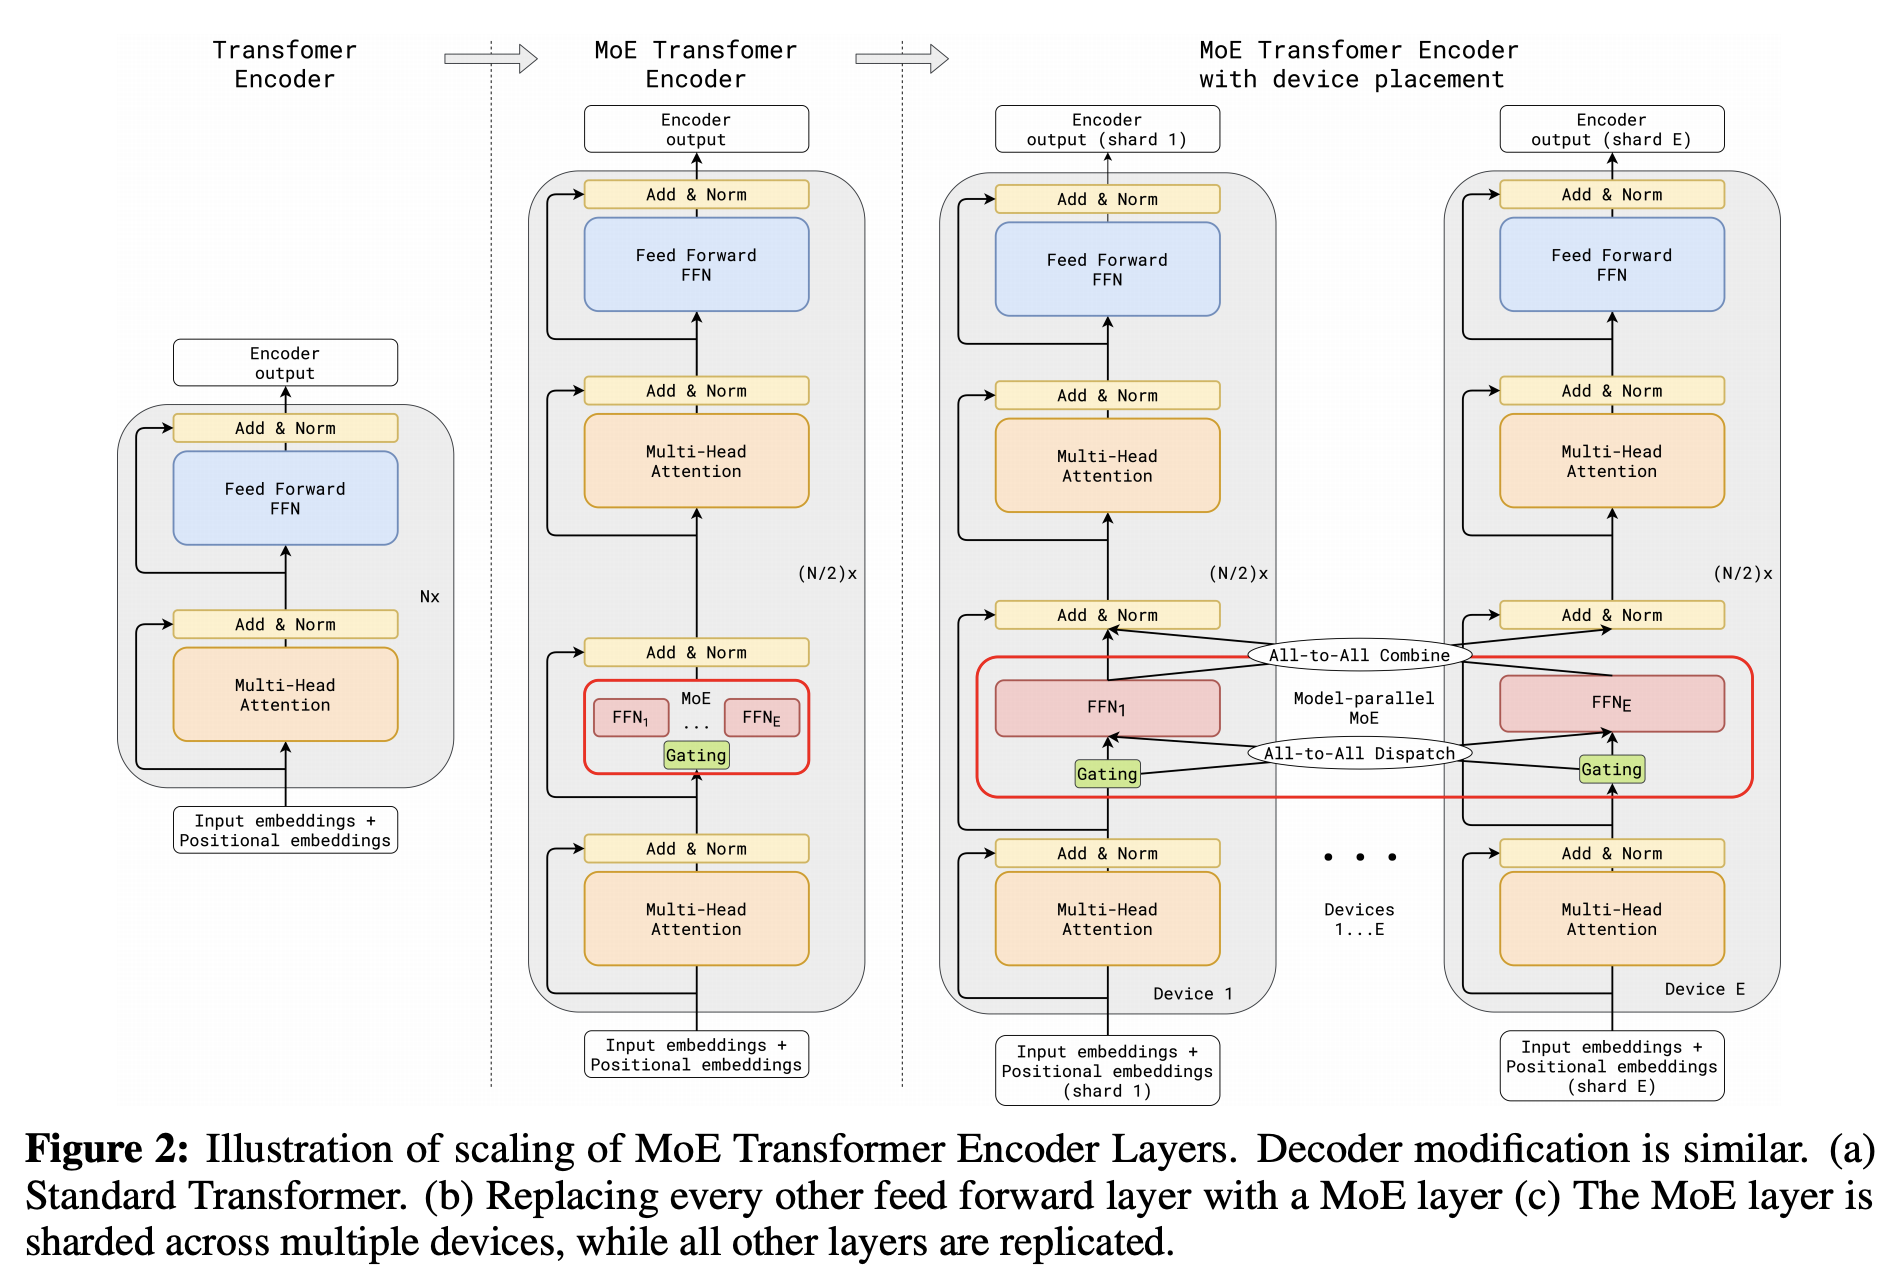 Transfomer
Encoder
MoE Transfomer
Encoder
MoE Transfomer Encoder
with device placement
Encoder
output
Add & Norm
Feed Forward
FFN
Add & Norm
Multi-Head
Attention
Nx
Input embeddings +
Positional embeddings
Encoder
output
Add & Norm
Feed Forward
FFN
Add & Norm
Multi-Head
Attention
(N/2)x
Add & Norm
MoE
FFN1
...
FFNE
Gating
Add & Norm
Multi-Head
Attention
Input embeddings +
Positional embeddings
Encoder
output (shard 1)
Add & Norm
Feed Forward
FFN
Add & Norm
Multi-Head
Attention
(N/2)x
Add & Norm
FFN1
Gating
Add & Norm
Multi-Head
Attention
Device 1
Input embeddings +
Positional embeddings
(shard 1)
All-to-All Combine
Model-parallel
MoE
All-to-All Dispatch
. . .
Devices
1...E
Encoder
output (shard E)
Add & Norm
Feed Forward
FFN
Add & Norm
Multi-Head
Attention
(N/2)x
Add & Norm
FFNE
Gating
Add & Norm
Multi-Head
Attention
Device E
Input embeddings +
Positional embeddings
(shard E)
Figure 2: Illustration of scaling of MoE Transformer Encoder Layers. Decoder modification is similar. (a)
Standard Transformer. (b) Replacing every other feed forward layer with a MoE layer (c) The MoE layer is
sharded across multiple devices, while all other layers are replicated.